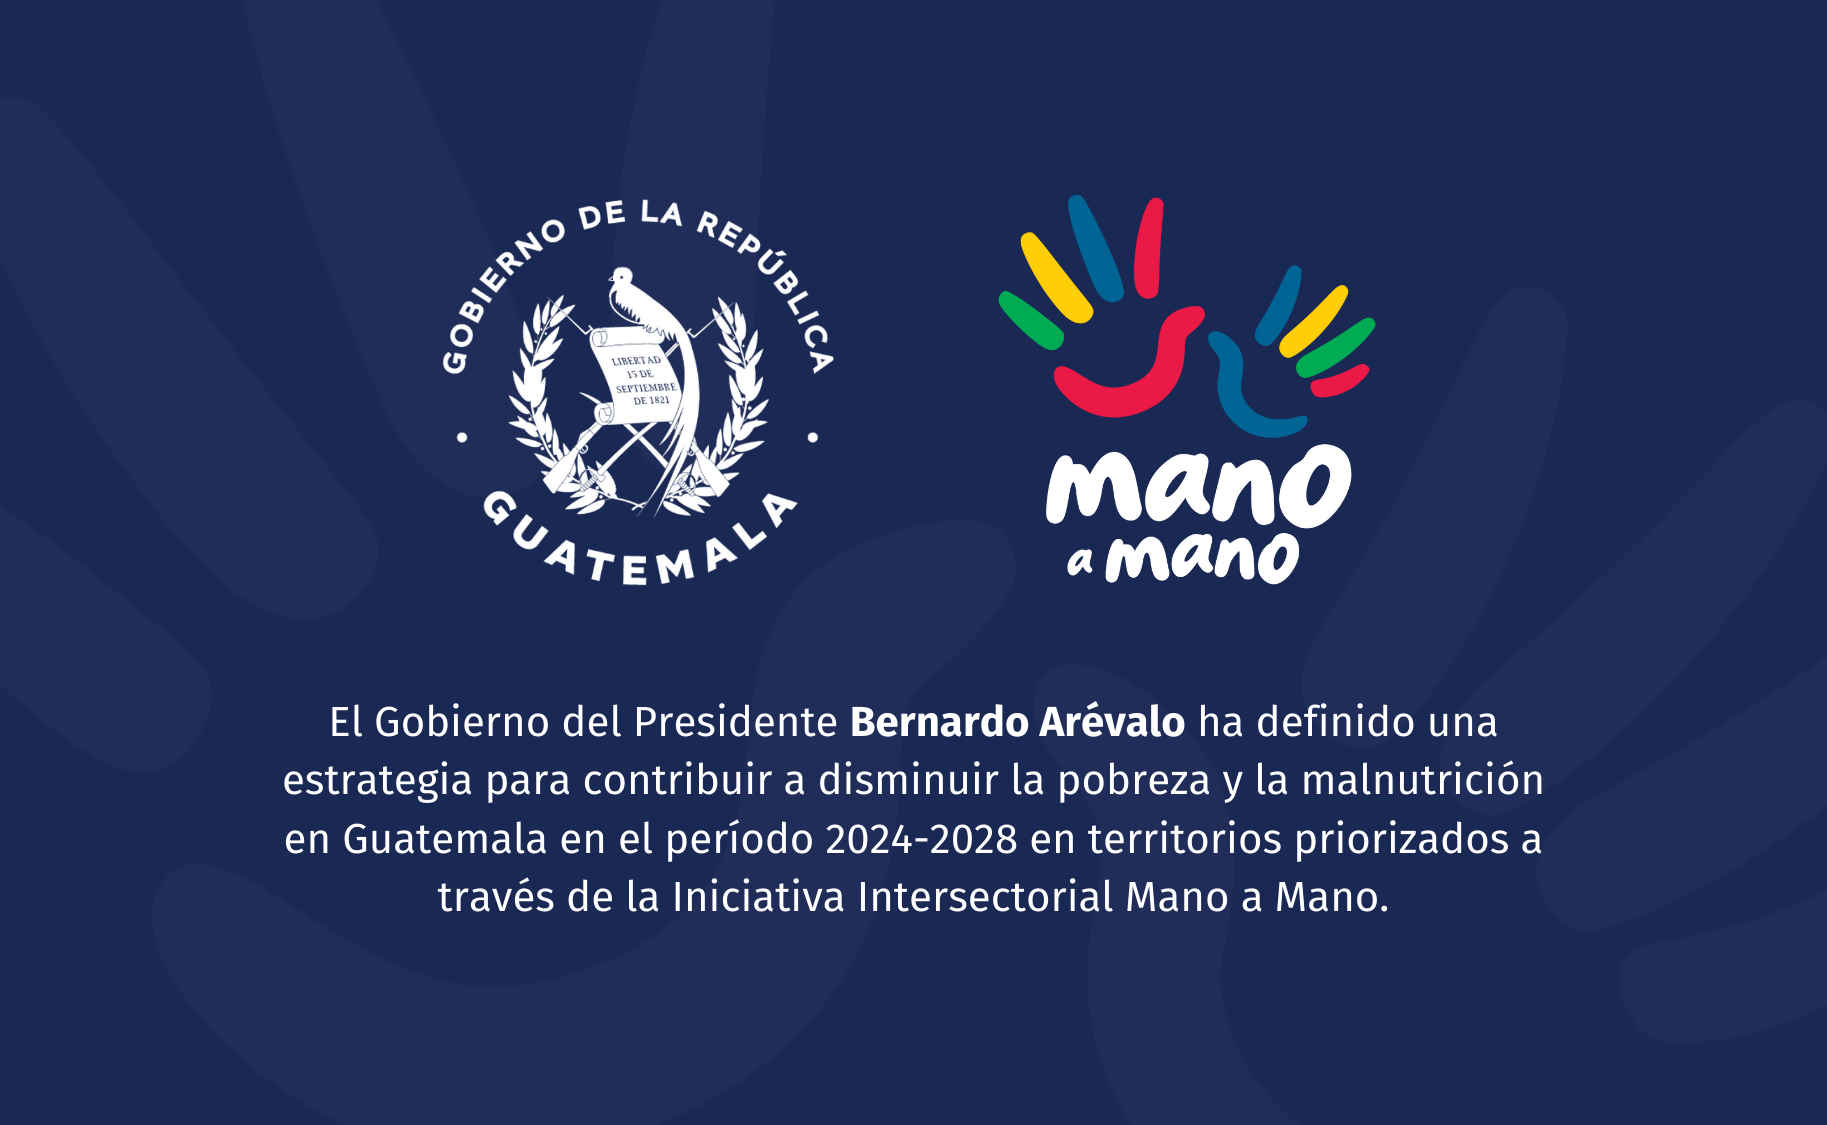 GOBIERNO DE LA REPÚBLICA
LIBERTAD
15 DE
SEPTIEMBRE
DE 1821
GUATEMALA
mano
a mano
El Gobierno del Presidente Bernardo Arévalo ha definido una
estrategia para contribuir a disminuir la pobreza y la malnutrición
en Guatemala en el período 2024-2028 en territorios priorizados a
través de la Iniciativa Intersectorial Mano a Mano.